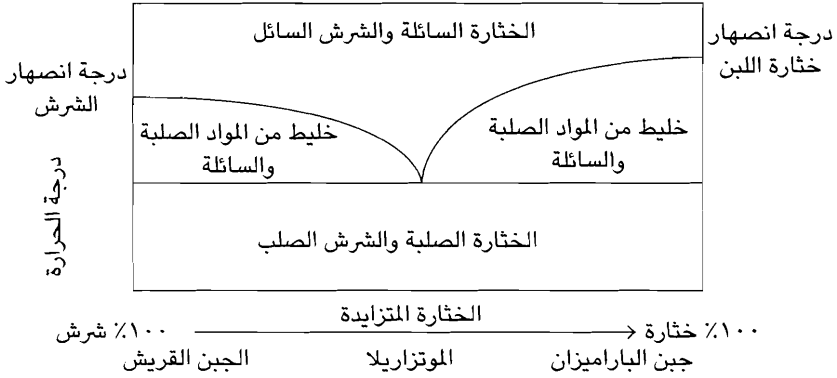 الخثارة السائلة والشرش السائل
درجة انصهار
خثارة اللبن
درجة انصهار
الشرش
خليط من المواد الصلبة
والسائلة
خليط من المواد الصلبة
والسائلة
درجة الحرارة
الخثارة الصلبة والشرش الصلب
الخثارة المتزايدة
١٠٠٪ خثارة
١٠٠٪ شرش
جبن الباراميزان
الموتزاريلا
الجبن القريش